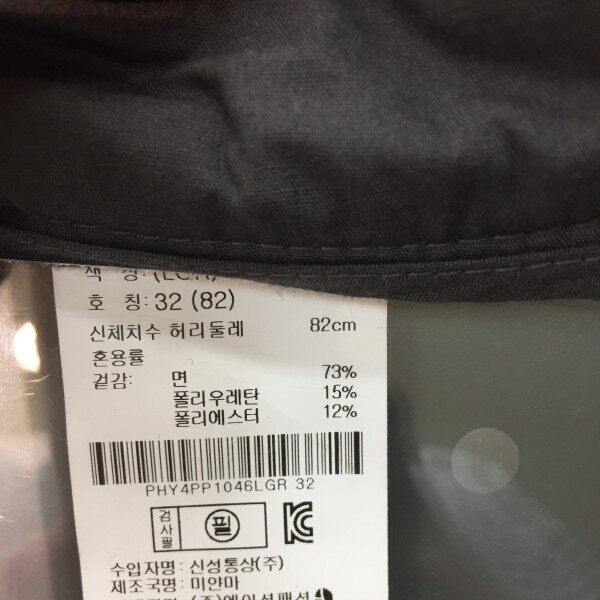 호 칭: 32 (82)
신체치수 허리둘레 82cm
혼용률
겉감: 면 73%
폴리우레탄 15%
폴리에스터 12%
PHY4PP1046LGR 32
검사필 필
수입자명: 신성통상(주)
제조국명: 미얀마